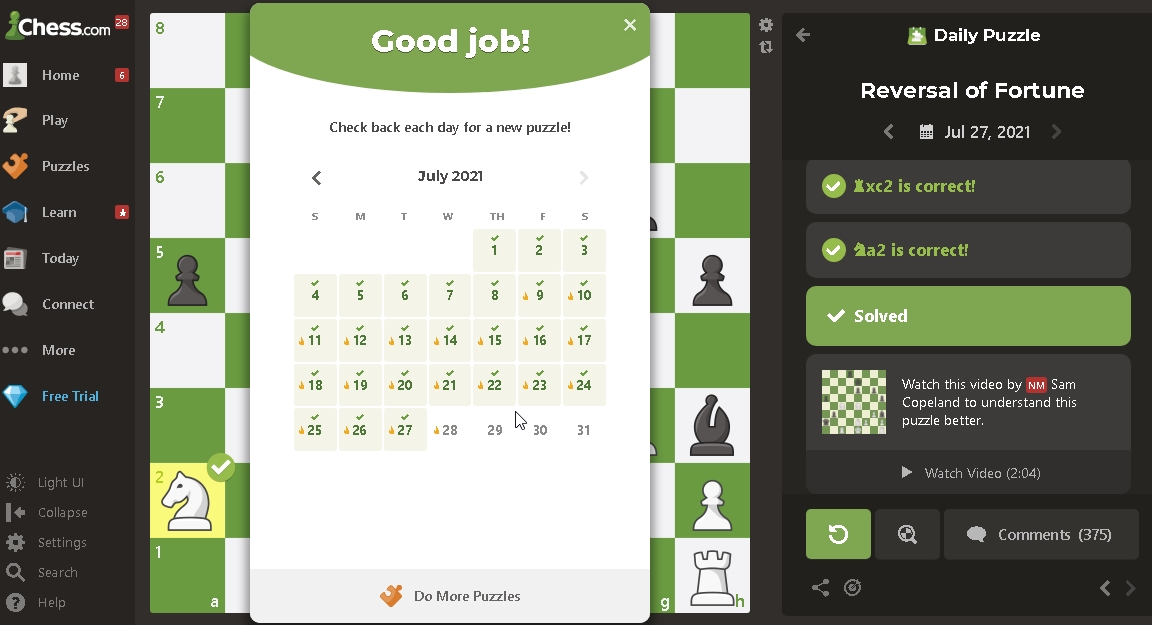 Chess.com 28
Home 6
Play
Puzzles
Learn
Today
Connect
More
Free Trial
Light UI
Collapse
Settings
Search
Help
8
7
6
5
4
3
2
1
a
g
h
Good job!
Check back each day for a new puzzle!
July 2021
S M T W TH F S
1 2 3
4 5 6 7 8 9 10
11 12 13 14 15 16 17
18 19 20 21 22 23 24
25 26 27 28 29 30 31
Do More Puzzles
Daily Puzzle
Reversal of Fortune
Jul 27, 2021
♜xc2 is correct!
♞a2 is correct!
Solved
Watch this video by NM Sam
Copeland to understand this
puzzle better.
Watch Video (2:04)
Comments (375)